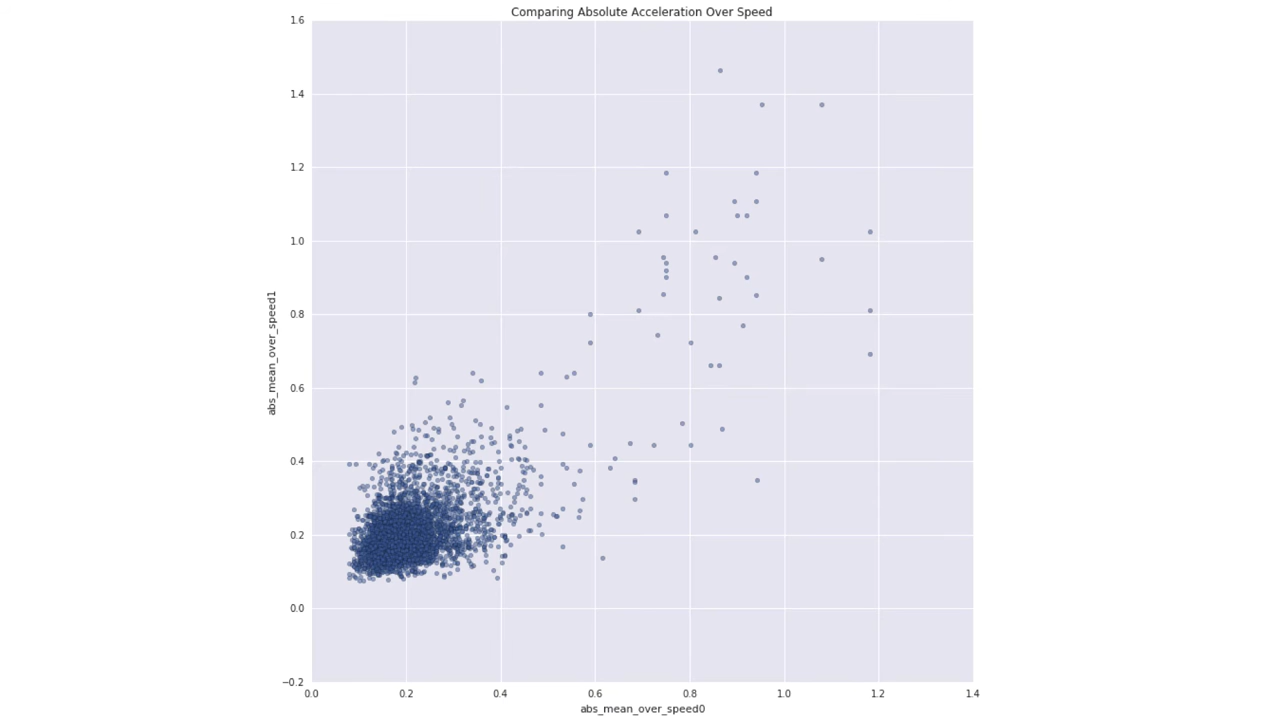 Comparing Absolute Acceleration Over Speed
1.6
1.4
1.2
1.0
0.8
0.6
0.4
0.2
0.0
−0.2
abs_mean_over_speed1
0.0 0.2 0.4 0.6 0.8 1.0 1.2 1.4
abs_mean_over_speed0